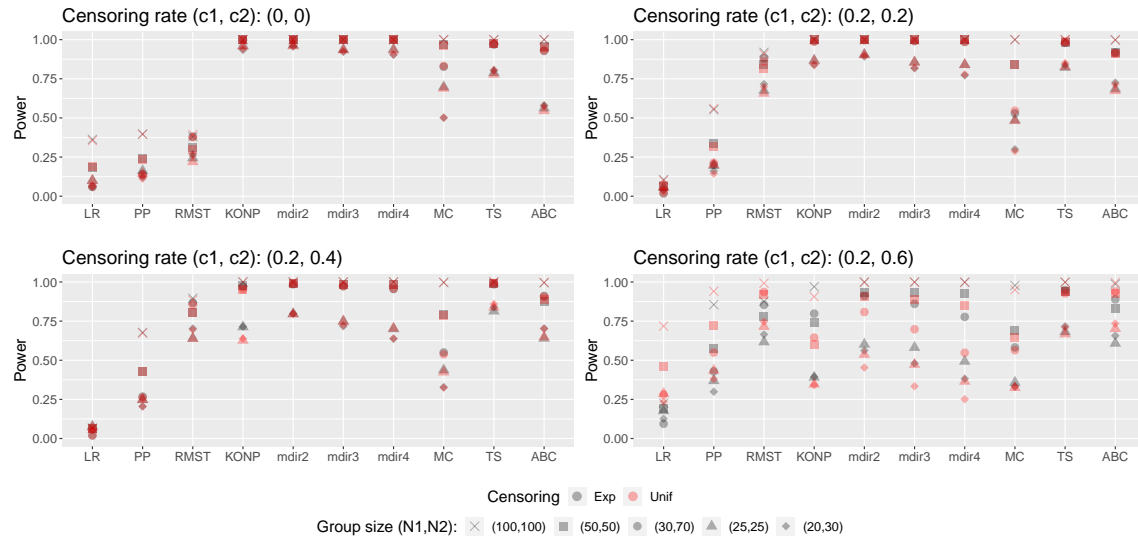 Censoring rate (c1, c2): (0, 0)
Power
1.00
0.75
0.50
0.25
0.00
LR PP RMST KONP mdir2 mdir3 mdir4 MC TS ABC
Censoring rate (c1, c2): (0.2, 0.2)
Power
1.00
0.75
0.50
0.25
0.00
LR PP RMST KONP mdir2 mdir3 mdir4 MC TS ABC
Censoring rate (c1, c2): (0.2, 0.4)
Power
1.00
0.75
0.50
0.25
0.00
LR PP RMST KONP mdir2 mdir3 mdir4 MC TS ABC
Censoring rate (c1, c2): (0.2, 0.6)
Power
1.00
0.75
0.50
0.25
0.00
LR PP RMST KONP mdir2 mdir3 mdir4 MC TS ABC
Censoring Exp Unif
Group size (N1,N2): (100,100) (50,50) (30,70) (25,25) (20,30)